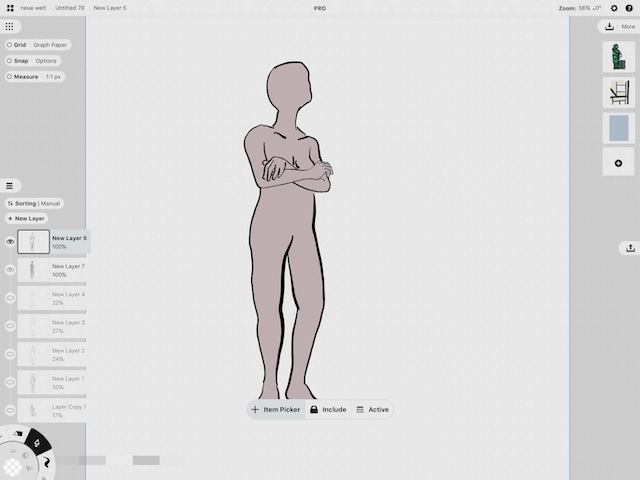 neue welt · Untitled 78 · New Layer 5
PRO
Zoom: 56% ⦣0°
More
Grid · Graph Paper
Snap · Options
Measure · 1:1 px
Sorting | Manual
+ New Layer
New Layer 5
100%
New Layer 7
100%
New Layer 4
22%
New Layer 3
27%
New Layer 2
24%
New Layer 1
30%
Layer Copy 1
17%
Item Picker
Include
Active